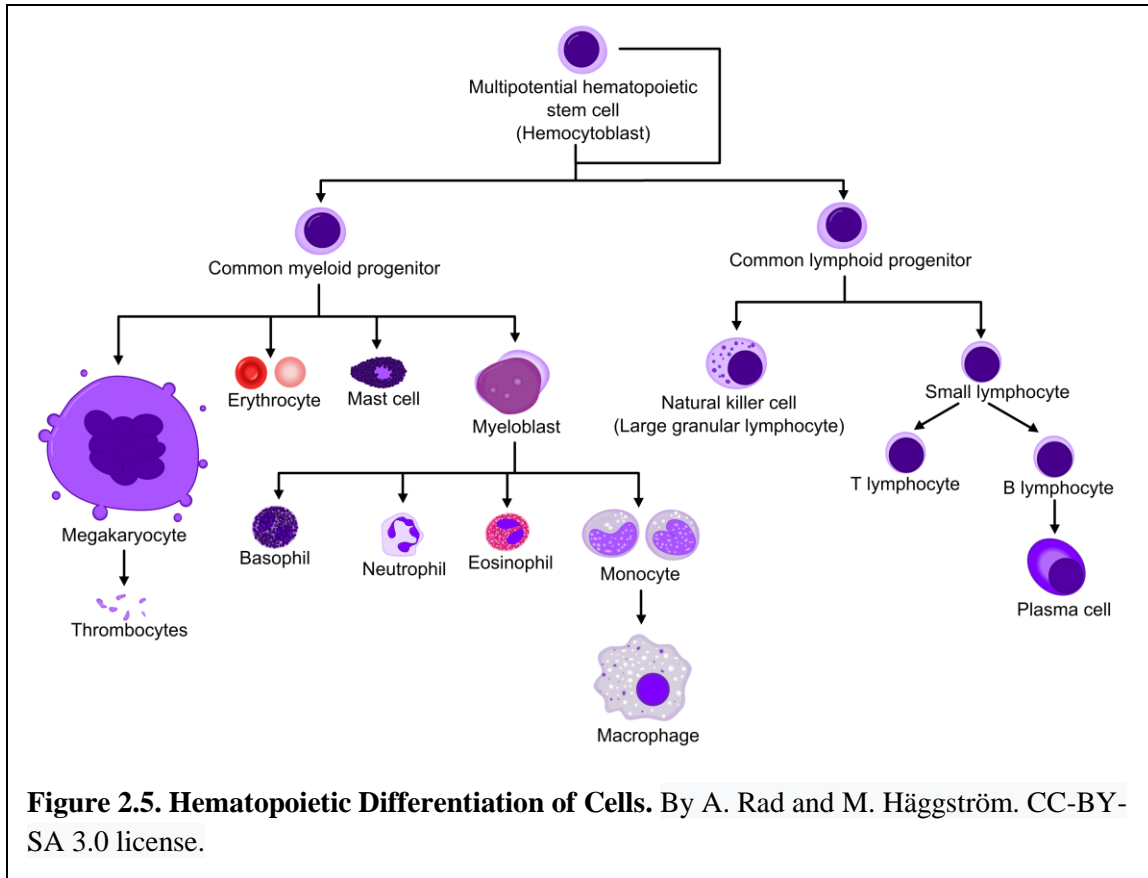 Multipotential hematopoietic
stem cell
(Hemocytoblast)
Common myeloid progenitor
Common lymphoid progenitor
Erythrocyte
Mast cell
Myeloblast
Natural killer cell
(Large granular lymphocyte)
Small lymphocyte
T lymphocyte
B lymphocyte
Megakaryocyte
Basophil
Neutrophil
Eosinophil
Monocyte
Plasma cell
Thrombocytes
Macrophage
Figure 2.5. Hematopoietic Differentiation of Cells. By A. Rad and M. Häggström. CC-BY-
SA 3.0 license.